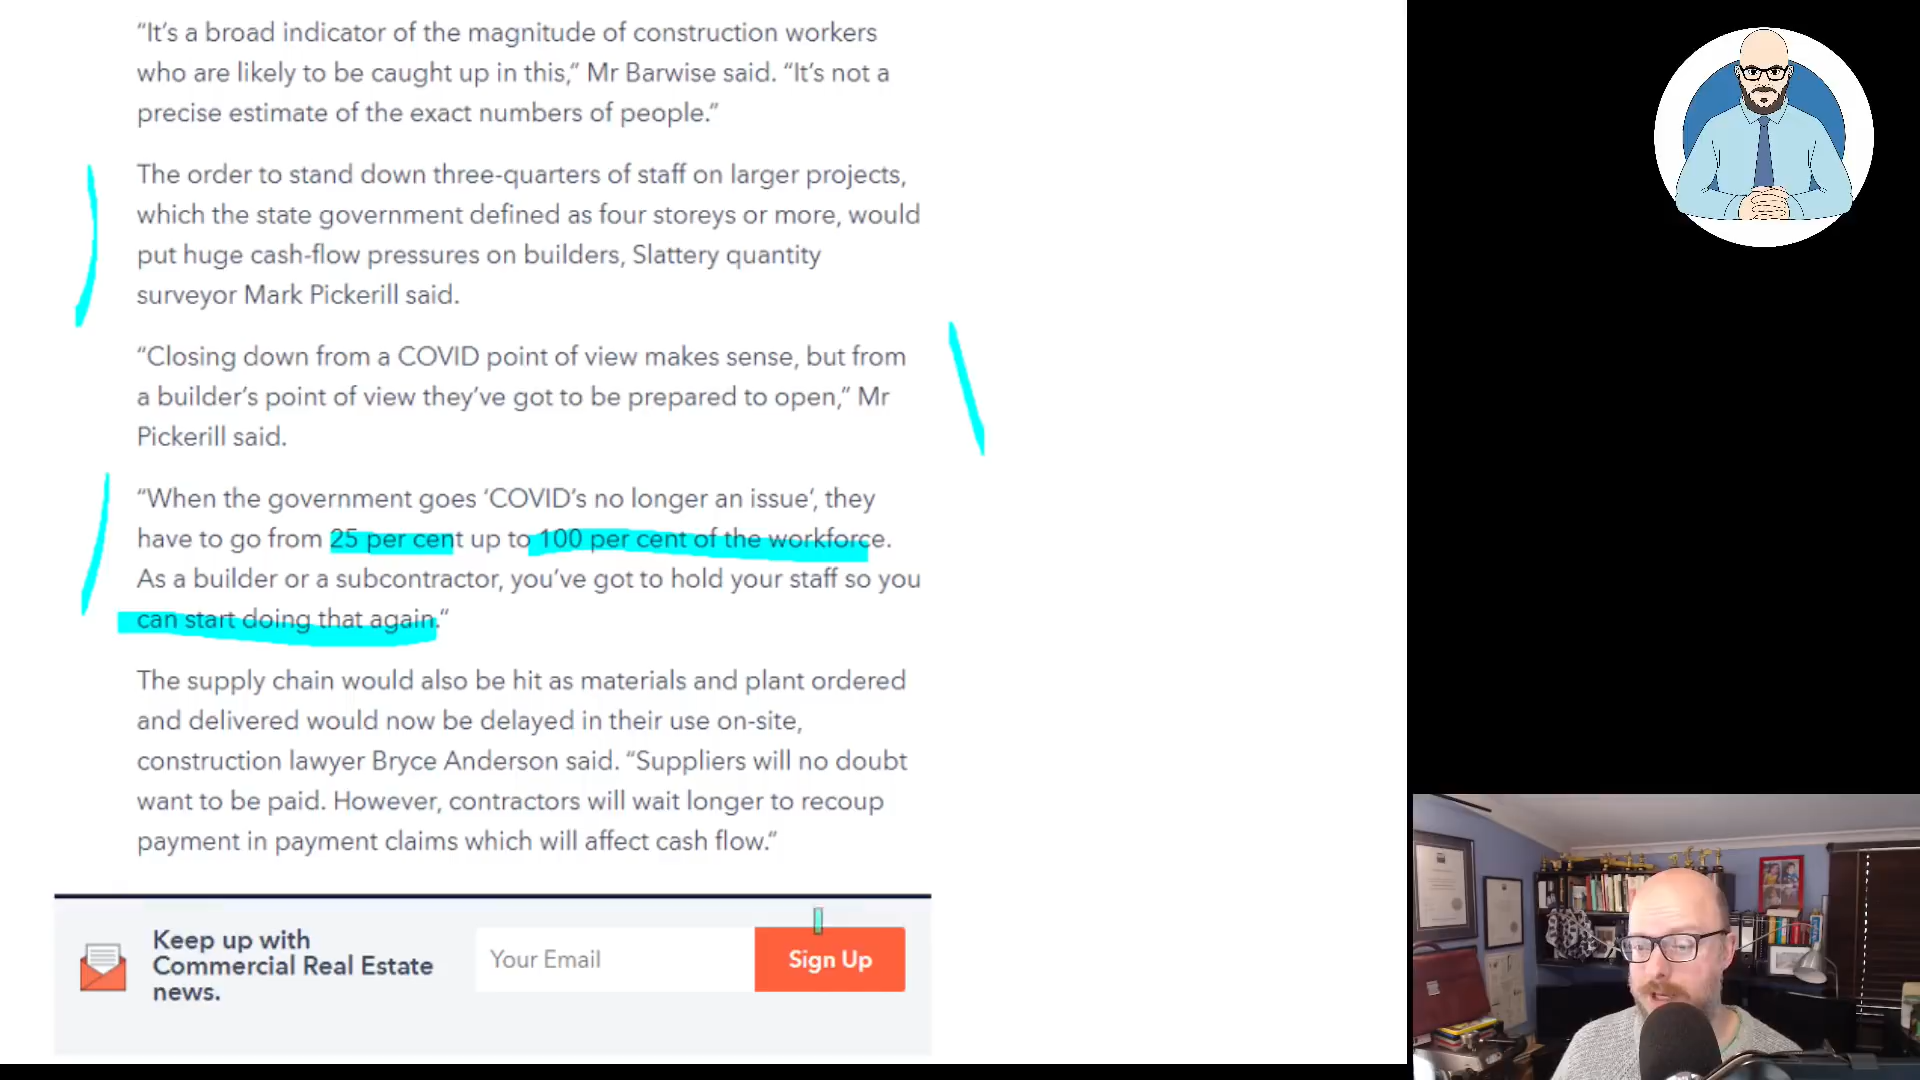 “It’s a broad indicator of the magnitude of construction workers
who are likely to be caught up in this,” Mr Barwise said. “It’s not a
precise estimate of the exact numbers of people.”
The order to stand down three-quarters of staff on larger projects,
which the state government defined as four storeys or more, would
put huge cash-flow pressures on builders, Slattery quantity
surveyor Mark Pickerill said.
“Closing down from a COVID point of view makes sense, but from
a builder’s point of view they’ve got to be prepared to open,” Mr
Pickerill said.
“When the government goes ‘COVID’s no longer an issue’, they
have to go from 25 per cent up to 100 per cent of the workforce.
As a builder or a subcontractor, you’ve got to hold your staff so you
can start doing that again.”
The supply chain would also be hit as materials and plant ordered
and delivered would now be delayed in their use on-site,
construction lawyer Bryce Anderson said. “Suppliers will no doubt
want to be paid. However, contractors will wait longer to recoup
payment in payment claims which will affect cash flow.”
Keep up with
Commercial Real Estate
news.
Your Email
Sign Up